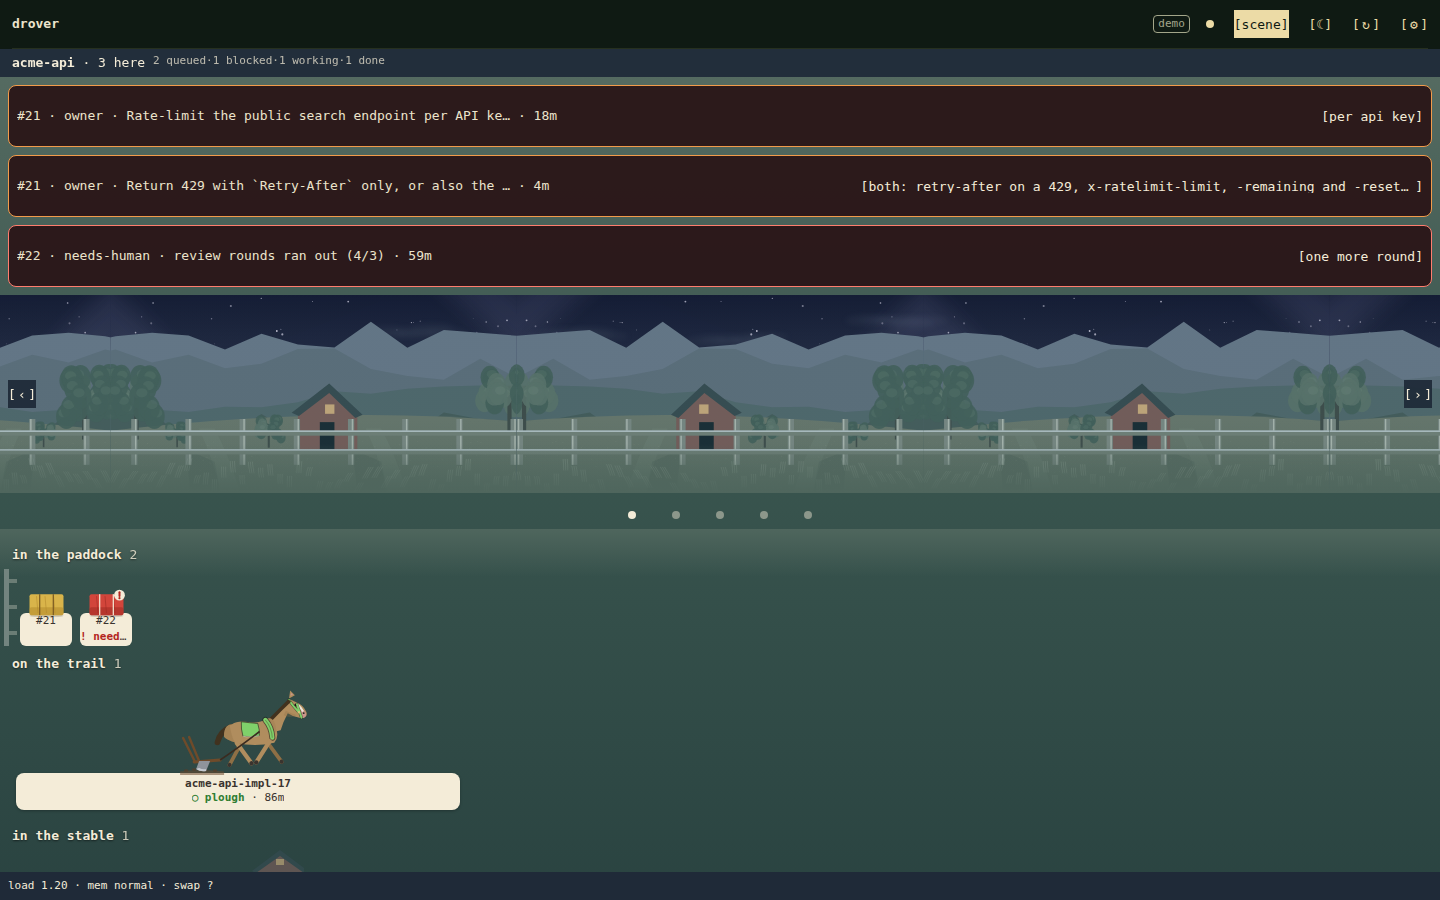 drover
demo
[scene]
[☾]
[↻]
[⚙]
acme-api · 3 here 2 queued·1 blocked·1 working·1 done
#21 · owner · Rate-limit the public search endpoint per API ke… · 18m
[per api key]
#21 · owner · Return 429 with `Retry-After` only, or also the … · 4m
[both: retry-after on a 429, x-ratelimit-limit, -remaining and -reset… ]
#22 · needs-human · review rounds ran out (4/3) · 59m
[one more round]
[‹]
[›]
in the paddock 2
#21
#22
! need…
on the trail 1
acme-api-impl-17
○ plough · 86m
in the stable 1
load 1.20 · mem normal · swap ?